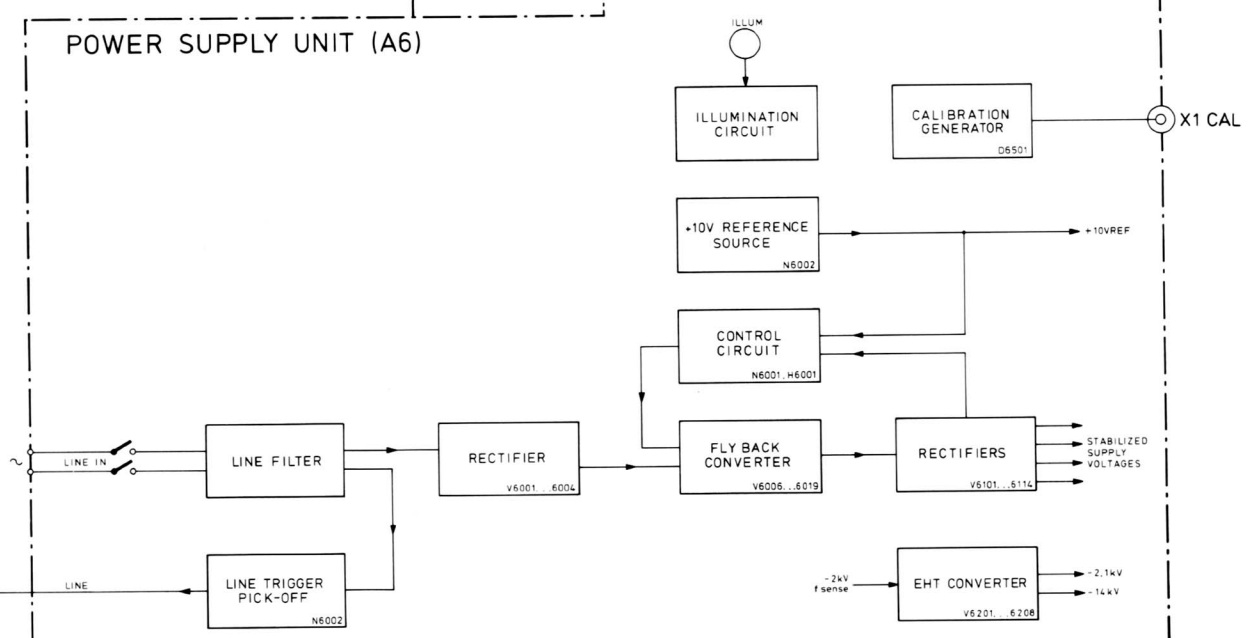 POWER SUPPLY UNIT (A6)
ILLUM
ILLUMINATION
CIRCUIT
CALIBRATION
GENERATOR
D6501
X1 CAL
+10V REFERENCE
SOURCE
N6002
+10VREF
CONTROL
CIRCUIT
N6001, H6001
~
LINE IN
LINE FILTER
RECTIFIER
V6001...6004
FLY BACK
CONVERTER
V6006...6019
RECTIFIERS
V6101...6114
STABILIZED
SUPPLY
VOLTAGES
LINE
LINE TRIGGER
PICK-OFF
N6002
-2kV
f sense
EHT CONVERTER
V6201...6208
-2,1kV
-14kV